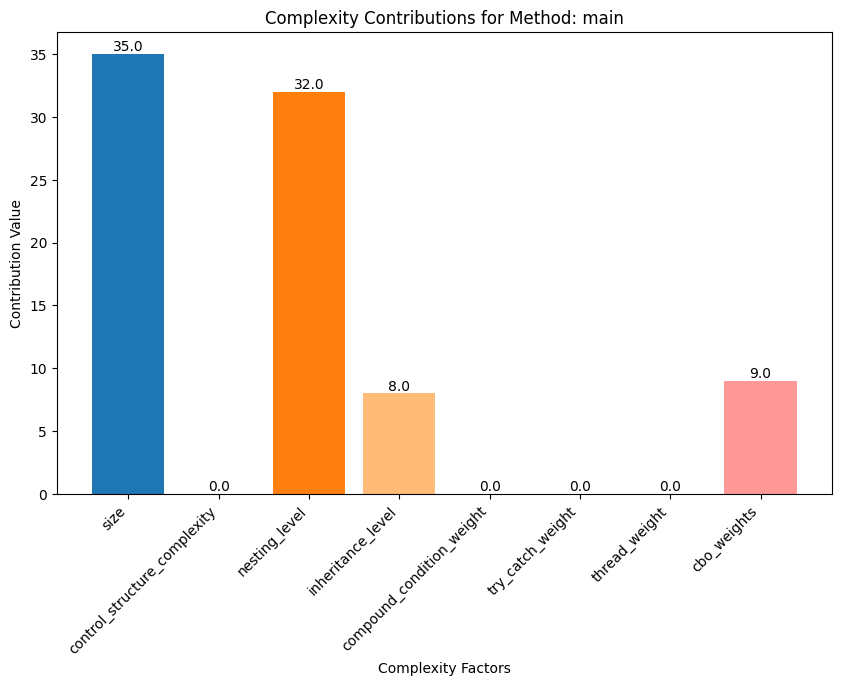 Complexity Contributions for Method: main
Contribution Value
35
30
25
20
15
10
5
0
35.0
0.0
32.0
8.0
0.0
0.0
0.0
9.0
size
control_structure_complexity
nesting_level
inheritance_level
compound_condition_weight
try_catch_weight
thread_weight
cbo_weights
Complexity Factors